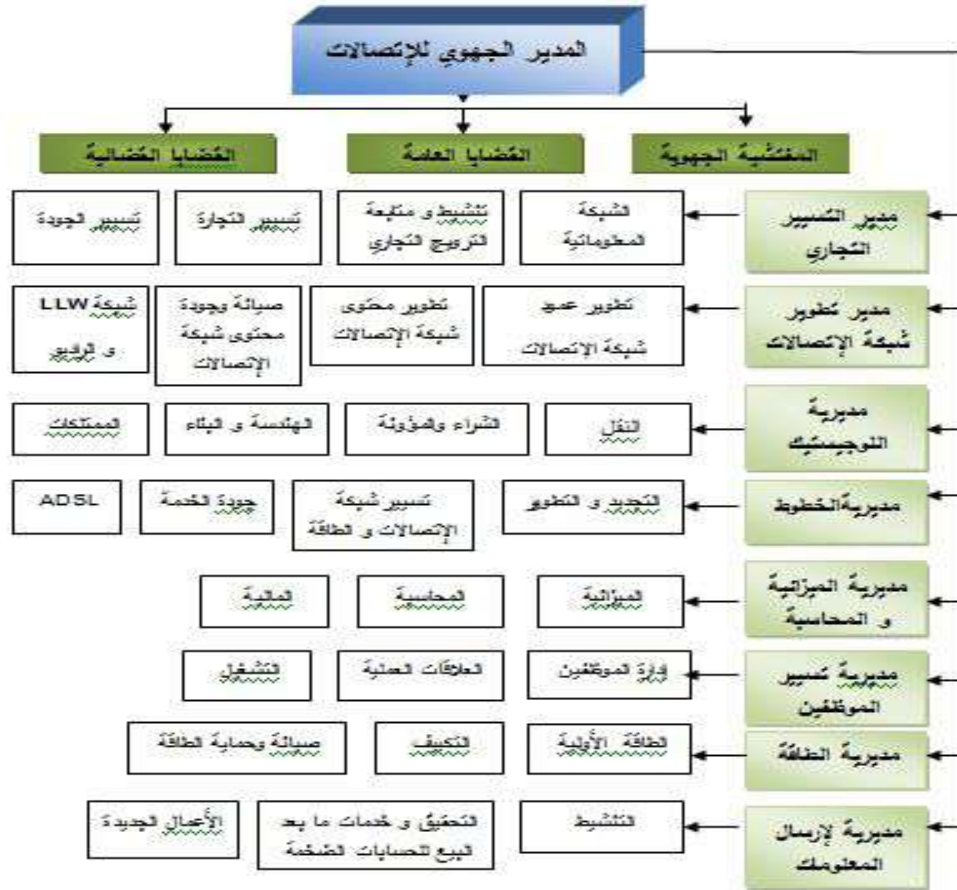 المدير الجهوي للإتصالات
المفتشية الجهوية
القضايا العامة
القضايا القضائية
مدير التسيير
التجاري
الشبكة
المعلوماتية
تنشيط و متابعة
الترويج التجاري
تسيير التجارة
تسيير الجودة
مدير تطوير
شبكة الإتصالات
تطوير عمود
شبكة الإتصالات
تطوير محتوى
شبكة الإتصالات
صيانة وجودة
محتوى شبكة
الإتصالات
شبكة LLW
و الراديو
مديرية
اللوجيستيك
النقل
الشراء والمؤونة
الهندسة و البناء
الممتلكات
مديرية الخطوط
التجديد و التطوير
تسيير شبكة
الإتصالات و الطاقة
جودة الخدمة
ADSL
مديرية الميزانية
و المحاسبة
الميزانية
المحاسبة
المالية
مديرية تسيير
الموظفين
إدارة الموظفين
العلاقات العملية
التشغيل
مديرية الطاقة
الطاقة الأولية
التكييف
صيانة وحماية الطاقة
مديرية لإرسال
المعلومات
التنشيط
التحقيق و خدمات ما بعد
البيع للحسابات الضخمة
الأعمال الجديدة